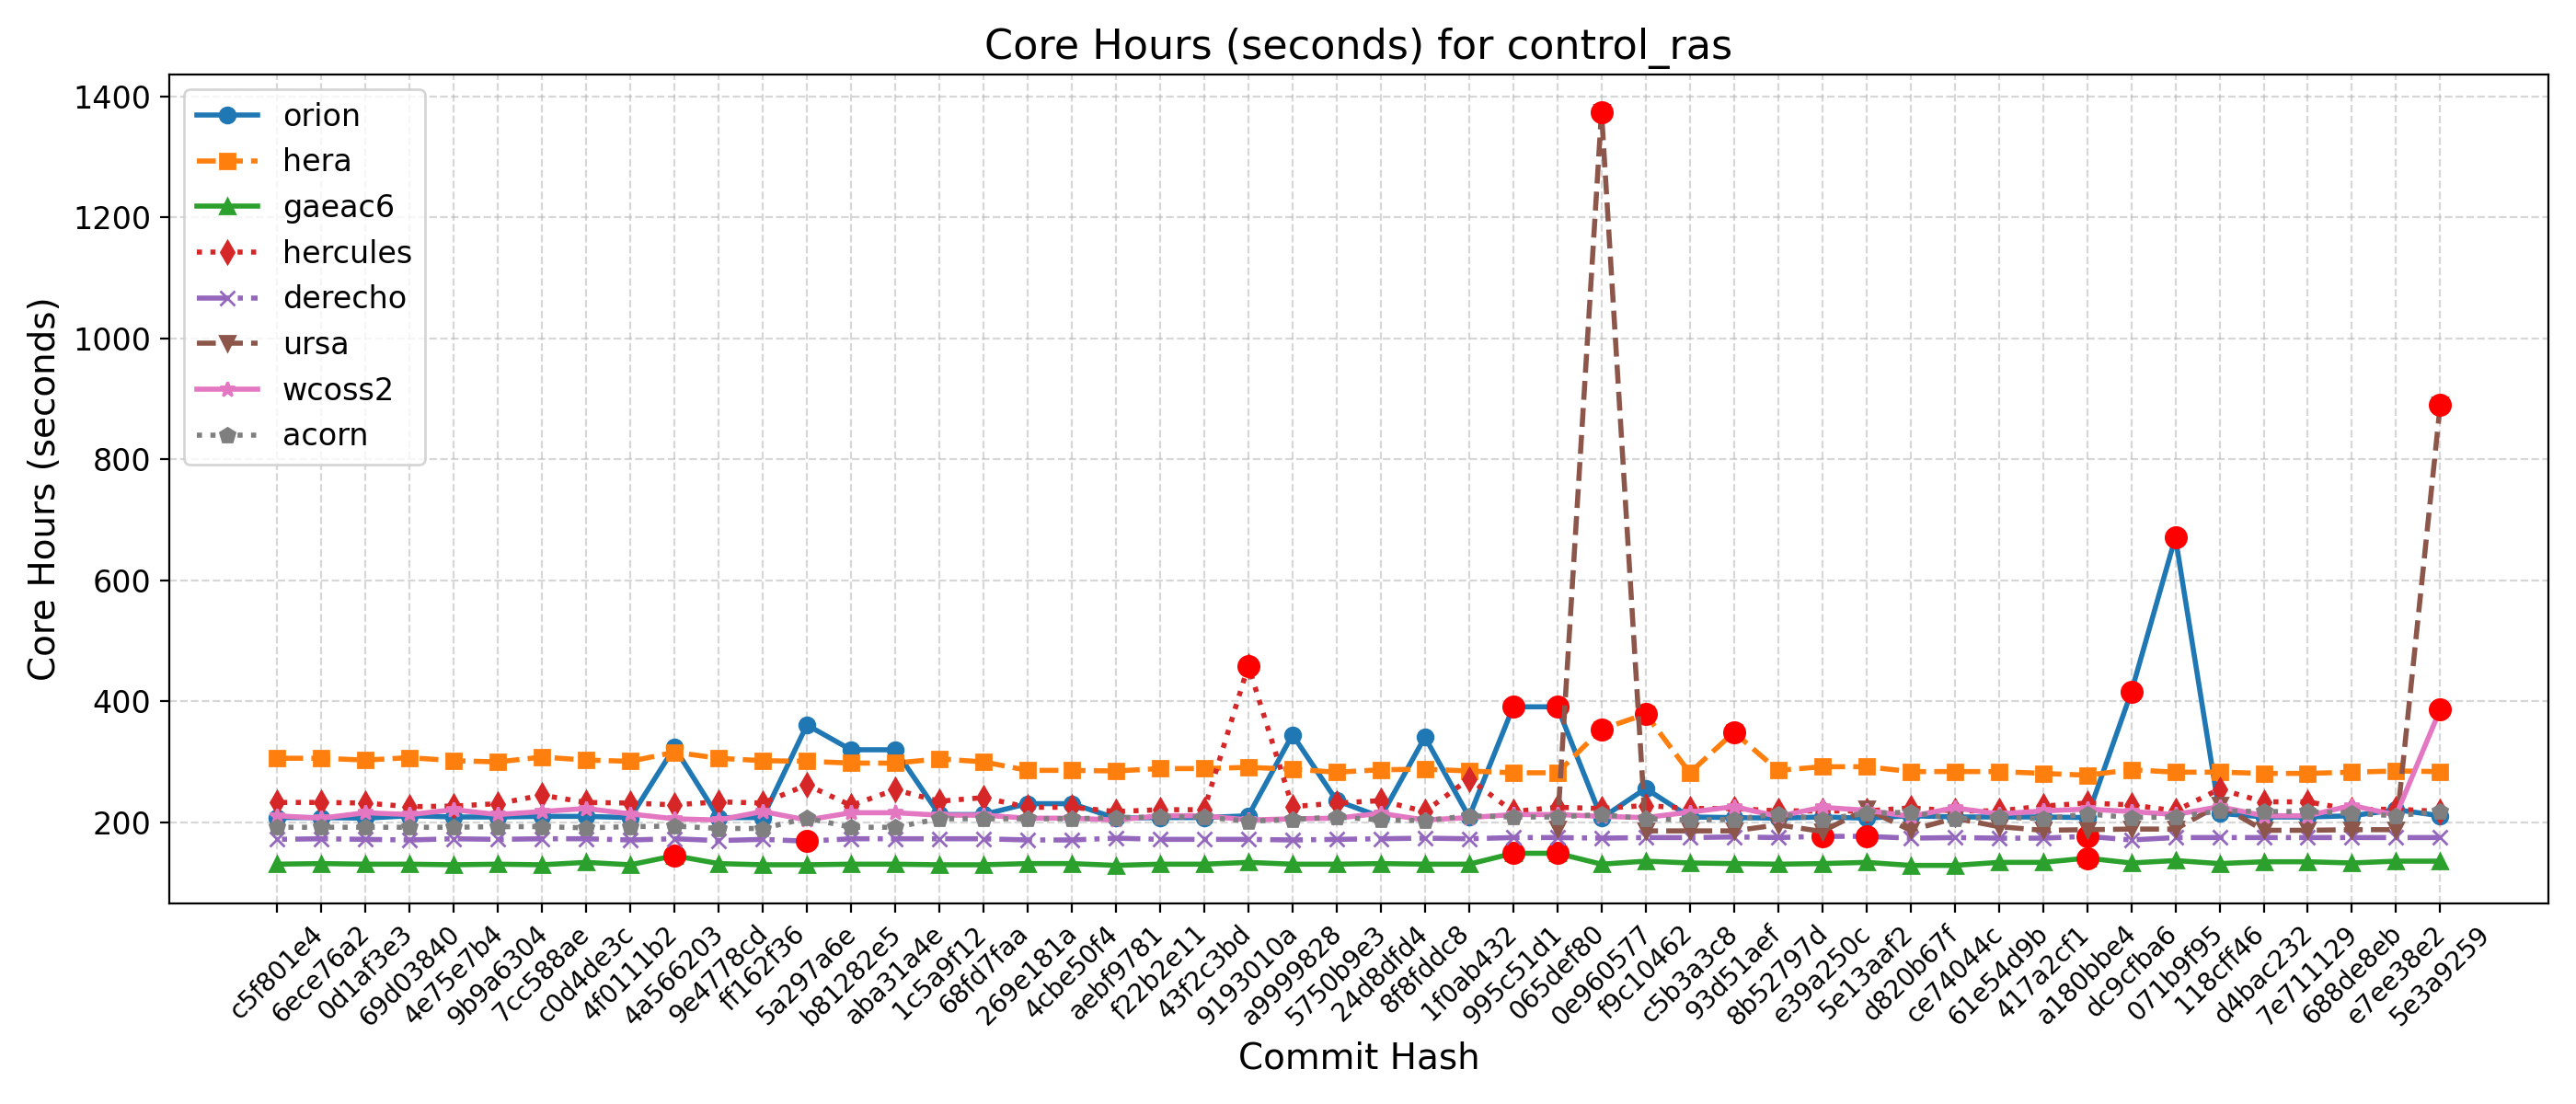 Core Hours (seconds) for control_ras
Core Hours (seconds)
1400
1200
1000
800
600
400
200
orion
hera
gaeac6
hercules
derecho
ursa
wcoss2
acorn
c5f801e4
6ece76a2
0d1af3e3
69d03840
4e75e7b4
9b9a6304
7cc588ae
c0d4de3c
4f0111b2
4a566203
9e4778cd
ff162f36
5a297a6e
b81282e5
aba31a4e
1c5a9f12
68fd7faa
269e181a
4cbe50f4
aebf9781
f22b2e11
43f2c3bd
9193010a
a9999828
5750b9e3
24d8dfd4
8f8fddc8
1f0ab432
995c51d1
065def80
0e960577
f9c10462
c5b3a3c8
93d51aef
8b52797d
e39a250c
5e13aaf2
d820b67f
ce74044c
61e54d9b
417a2cf1
a180bbe4
dc9cfba6
071b9f95
118cff46
d4bac232
7e711129
688de8eb
e7ee38e2
5e3a9259
Commit Hash